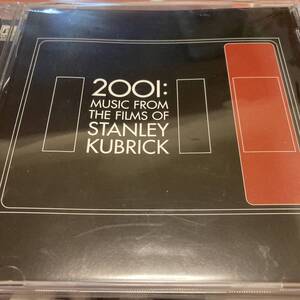 2001:
MUSIC FROM
THE FILMS OF
STANLEY
KUBRICK